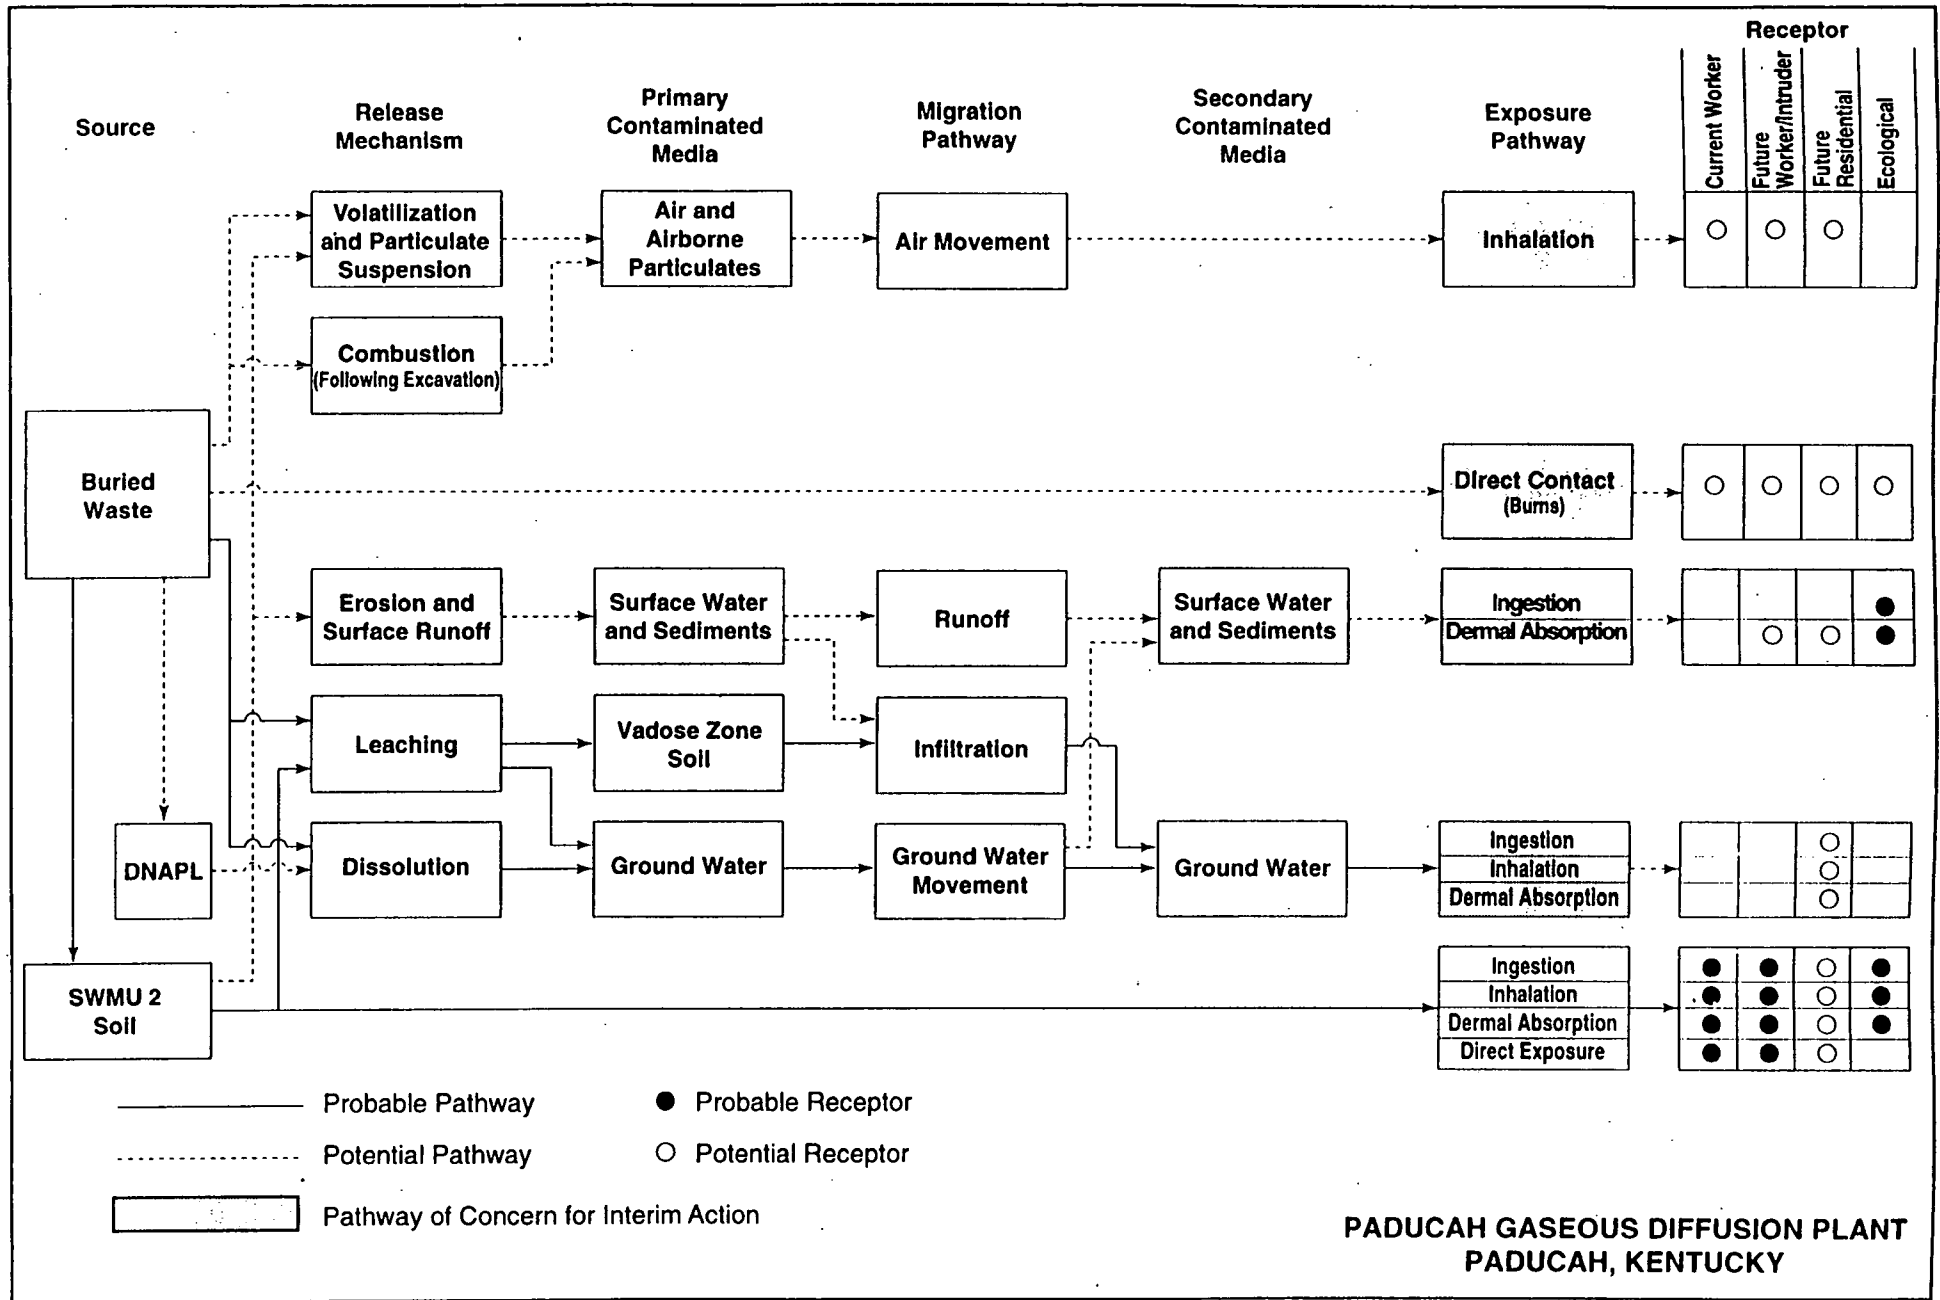 Receptor
Source
Release
Mechanism
Primary
Contaminated
Media
Migration
Pathway
Secondary
Contaminated
Media
Exposure
Pathway
Current Worker
Future
Worker/Intruder
Future
Residential
Ecological
Volatilization
and Particulate
Suspension
Air and
Airborne
Particulates
Air Movement
Inhalation
Combustion
(Following Excavation)
Buried
Waste
Direct Contact
(Burns)
Erosion and
Surface Runoff
Surface Water
and Sediments
Runoff
Surface Water
and Sediments
Ingestion
Dermal Absorption
Leaching
Vadose Zone
Soil
Infiltration
DNAPL
Dissolution
Ground Water
Ground Water
Movement
Ground Water
Ingestion
Inhalation
Dermal Absorption
SWMU 2
Soil
Ingestion
Inhalation
Dermal Absorption
Direct Exposure
Probable Pathway
Probable Receptor
Potential Pathway
Potential Receptor
Pathway of Concern for Interim Action
PADUCAH GASEOUS DIFFUSION PLANT
PADUCAH, KENTUCKY